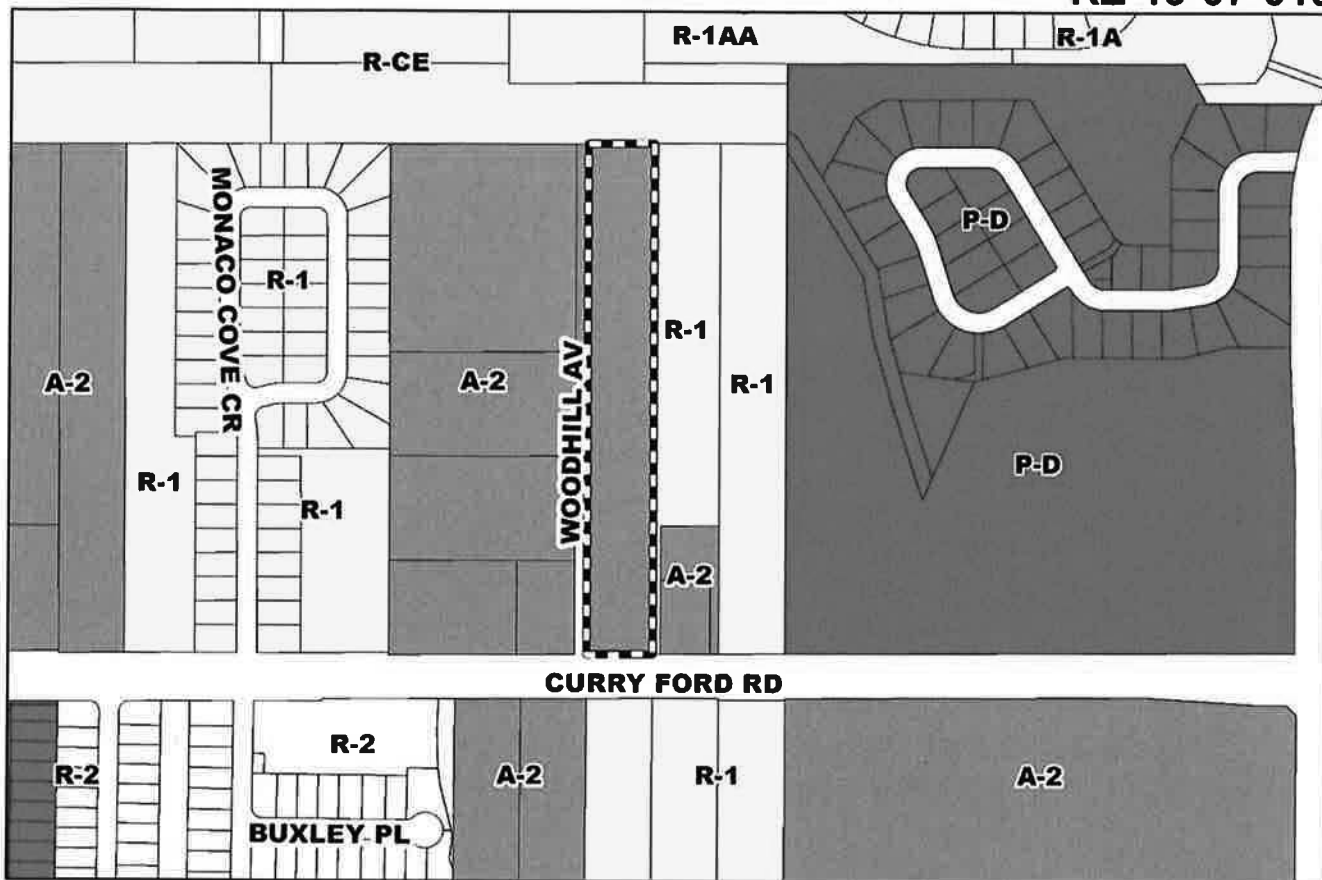 R-1AA
R-1A
R-CE
MONACO COVE CR
P-D
R-1
R-1
A-2
A-2
R-1
WOODHILL AV
P-D
R-1
R-1
A-2
CURRY FORD RD
R-2
R-2
A-2
R-1
A-2
BUXLEY PL